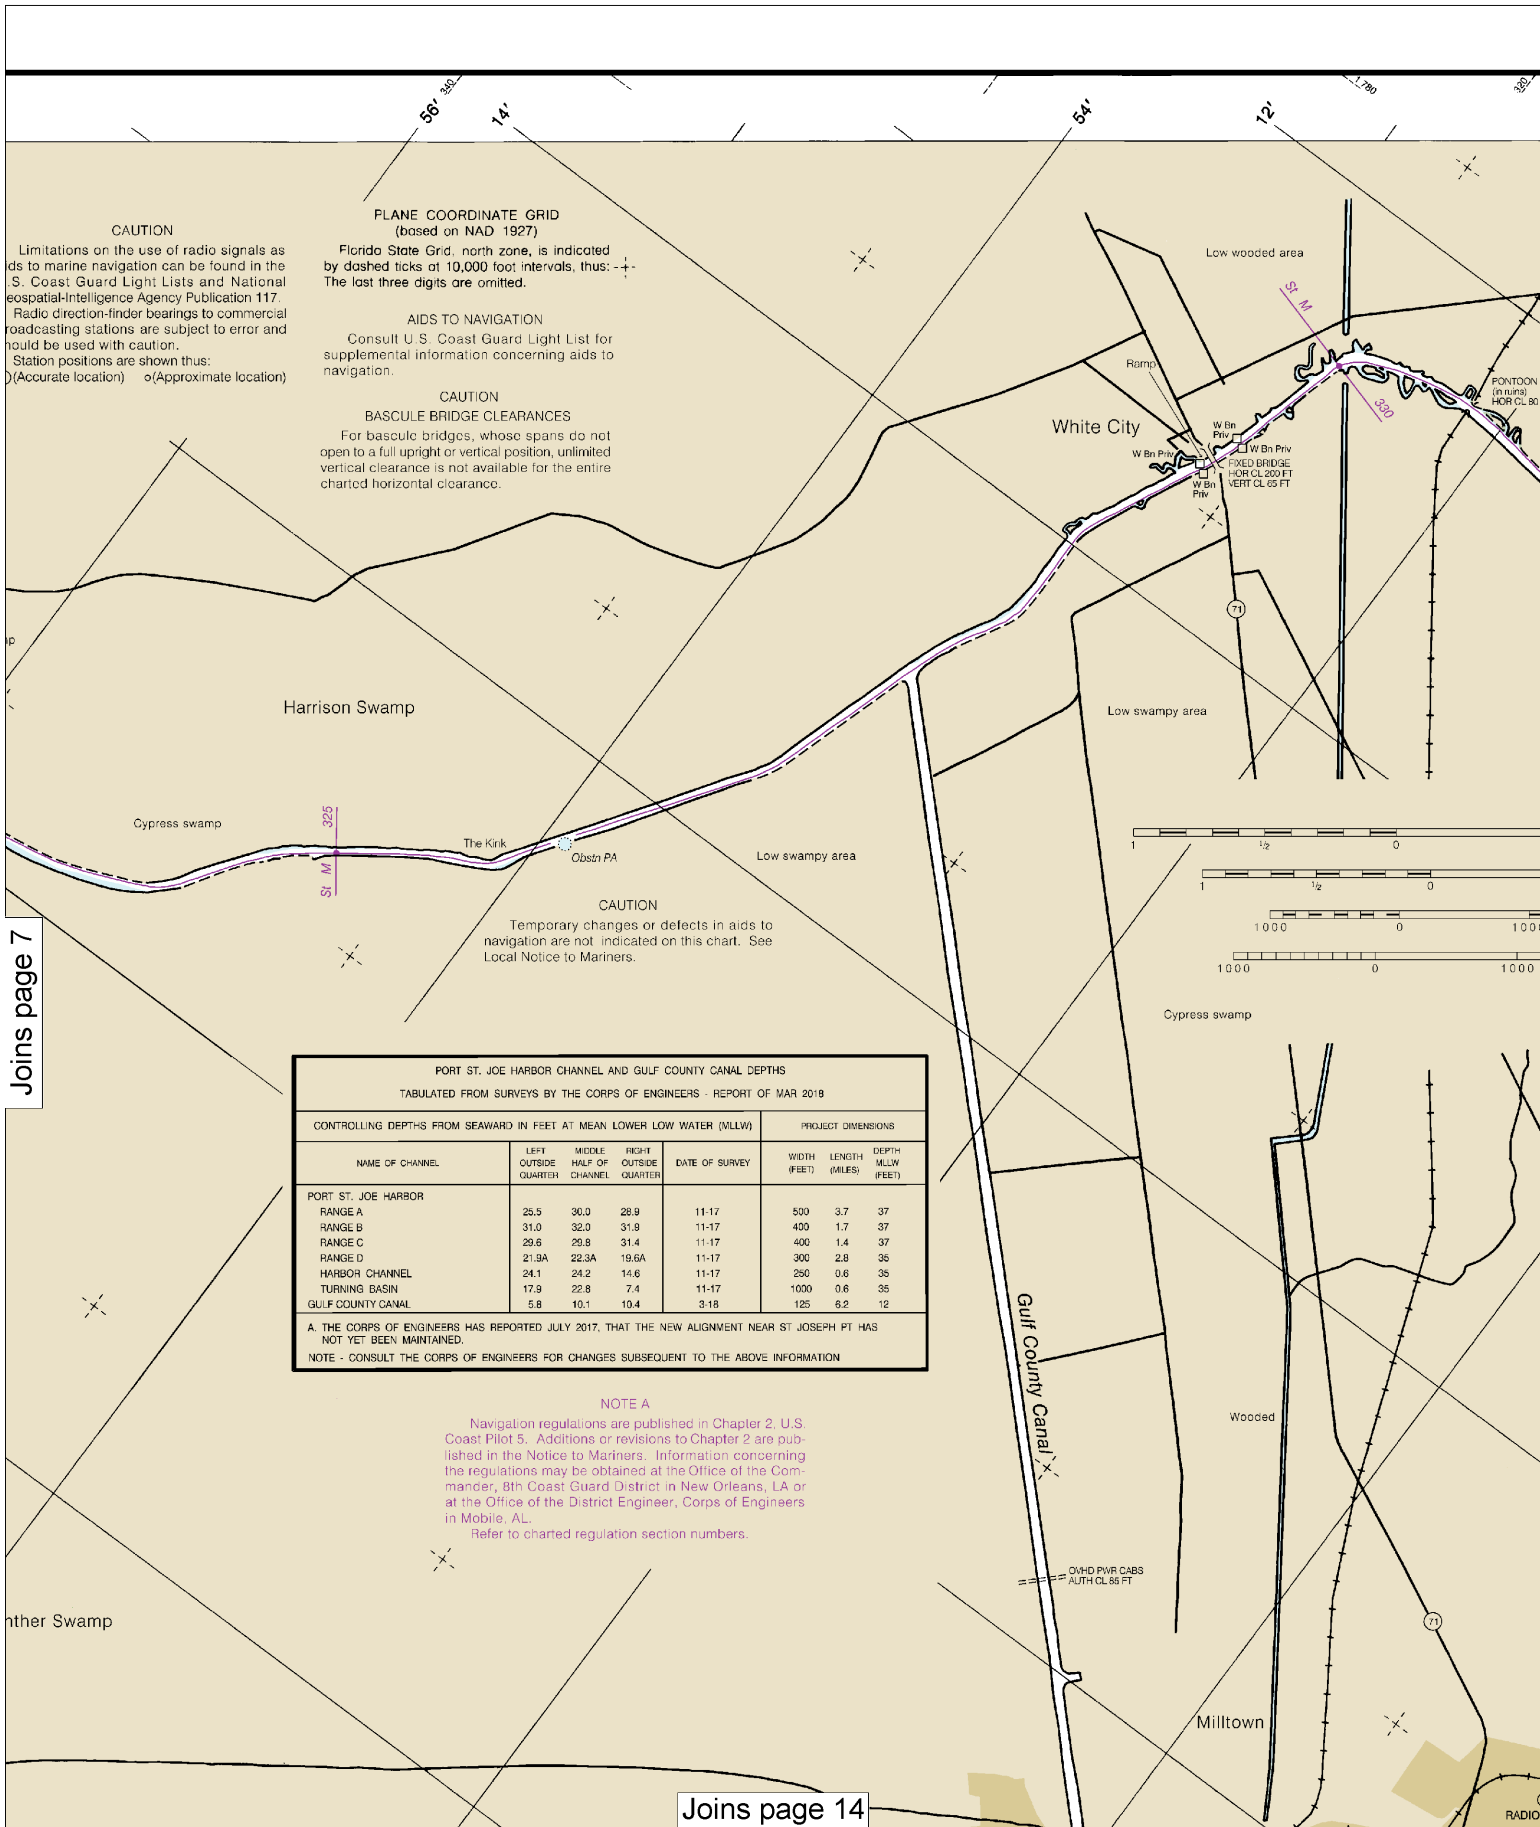 56'
340
14'
54'
1,780
12'
320
CAUTION
Limitations on the use of radio signals as
ids to marine navigation can be found in the
.S. Coast Guard Light Lists and National
eospatial-Intelligence Agency Publication 117.
Radio direction-finder bearings to commercial
roadcasting stations are subject to error and
hould be used with caution.
Station positions are shown thus:
(Accurate location) o(Approximate location)
PLANE COORDINATE GRID
(based on NAD 1927)
Florida State Grid, north zone, is indicated
by dashed ticks at 10,000 foot intervals, thus:
The last three digits are omitted.
AIDS TO NAVIGATION
Consult U.S. Coast Guard Light List for
supplemental information concerning aids to
navigation.
CAUTION
BASCULE BRIDGE CLEARANCES
For bascule bridges, whose spans do not
open to a full upright or vertical position, unlimited
vertical clearance is not available for the entire
charted horizontal clearance.
Low wooded area
St M
330
Ramp
PONTOON
(in ruins)
HOR CL 80
White City
W Bn
Priv
W Bn Priv
W Bn Priv
W Bn
Priv
FIXED BRIDGE
HOR CL 200 FT
VERT CL 65 FT
71
Harrison Swamp
Low swampy area
Cypress swamp
325
St M
The Kink
Obstn PA
Low swampy area
1 1/2 0
1 1/2 0
1000 0 100
1000 0 1000
CAUTION
Temporary changes or defects in aids to
navigation are not indicated on this chart. See
Local Notice to Mariners.
Joins page 7
Cypress swamp
PORT ST. JOE HARBOR CHANNEL AND GULF COUNTY CANAL DEPTHS
TABULATED FROM SURVEYS BY THE CORPS OF ENGINEERS - REPORT OF MAR 2018
CONTROLLING DEPTHS FROM SEAWARD IN FEET AT MEAN LOWER LOW WATER (MLLW) PROJECT DIMENSIONS
NAME OF CHANNEL LEFT OUTSIDE QUARTER MIDDLE HALF OF CHANNEL RIGHT OUTSIDE QUARTER DATE OF SURVEY WIDTH (FEET) LENGTH (MILES) DEPTH MLLW (FEET)
PORT ST. JOE HARBOR
RANGE A 25.5 30.0 28.9 11-17 500 3.7 37
RANGE B 31.0 32.0 31.9 11-17 400 1.7 37
RANGE C 29.6 29.8 31.4 11-17 400 1.4 37
RANGE D 21.9A 22.3A 19.6A 11-17 300 2.8 35
HARBOR CHANNEL 24.1 24.2 14.6 11-17 250 0.6 35
TURNING BASIN 17.9 22.8 7.4 11-17 1000 0.6 35
GULF COUNTY CANAL 5.8 10.1 10.4 3-18 125 6.2 12
A. THE CORPS OF ENGINEERS HAS REPORTED JULY 2017, THAT THE NEW ALIGNMENT NEAR ST JOSEPH PT HAS
NOT YET BEEN MAINTAINED.
NOTE - CONSULT THE CORPS OF ENGINEERS FOR CHANGES SUBSEQUENT TO THE ABOVE INFORMATION
Gulf County Canal
NOTE A
Navigation regulations are published in Chapter 2, U.S.
Coast Pilot 5. Additions or revisions to Chapter 2 are pub-
lished in the Notice to Mariners. Information concerning
the regulations may be obtained at the Office of the Com-
mander, 8th Coast Guard District in New Orleans, LA or
at the Office of the District Engineer, Corps of Engineers
in Mobile, AL.
Refer to charted regulation section numbers.
Wooded
OVHD PWR CABS
AUTH CL 85 FT
nther Swamp
71
Milltown
Joins page 14
RADIO